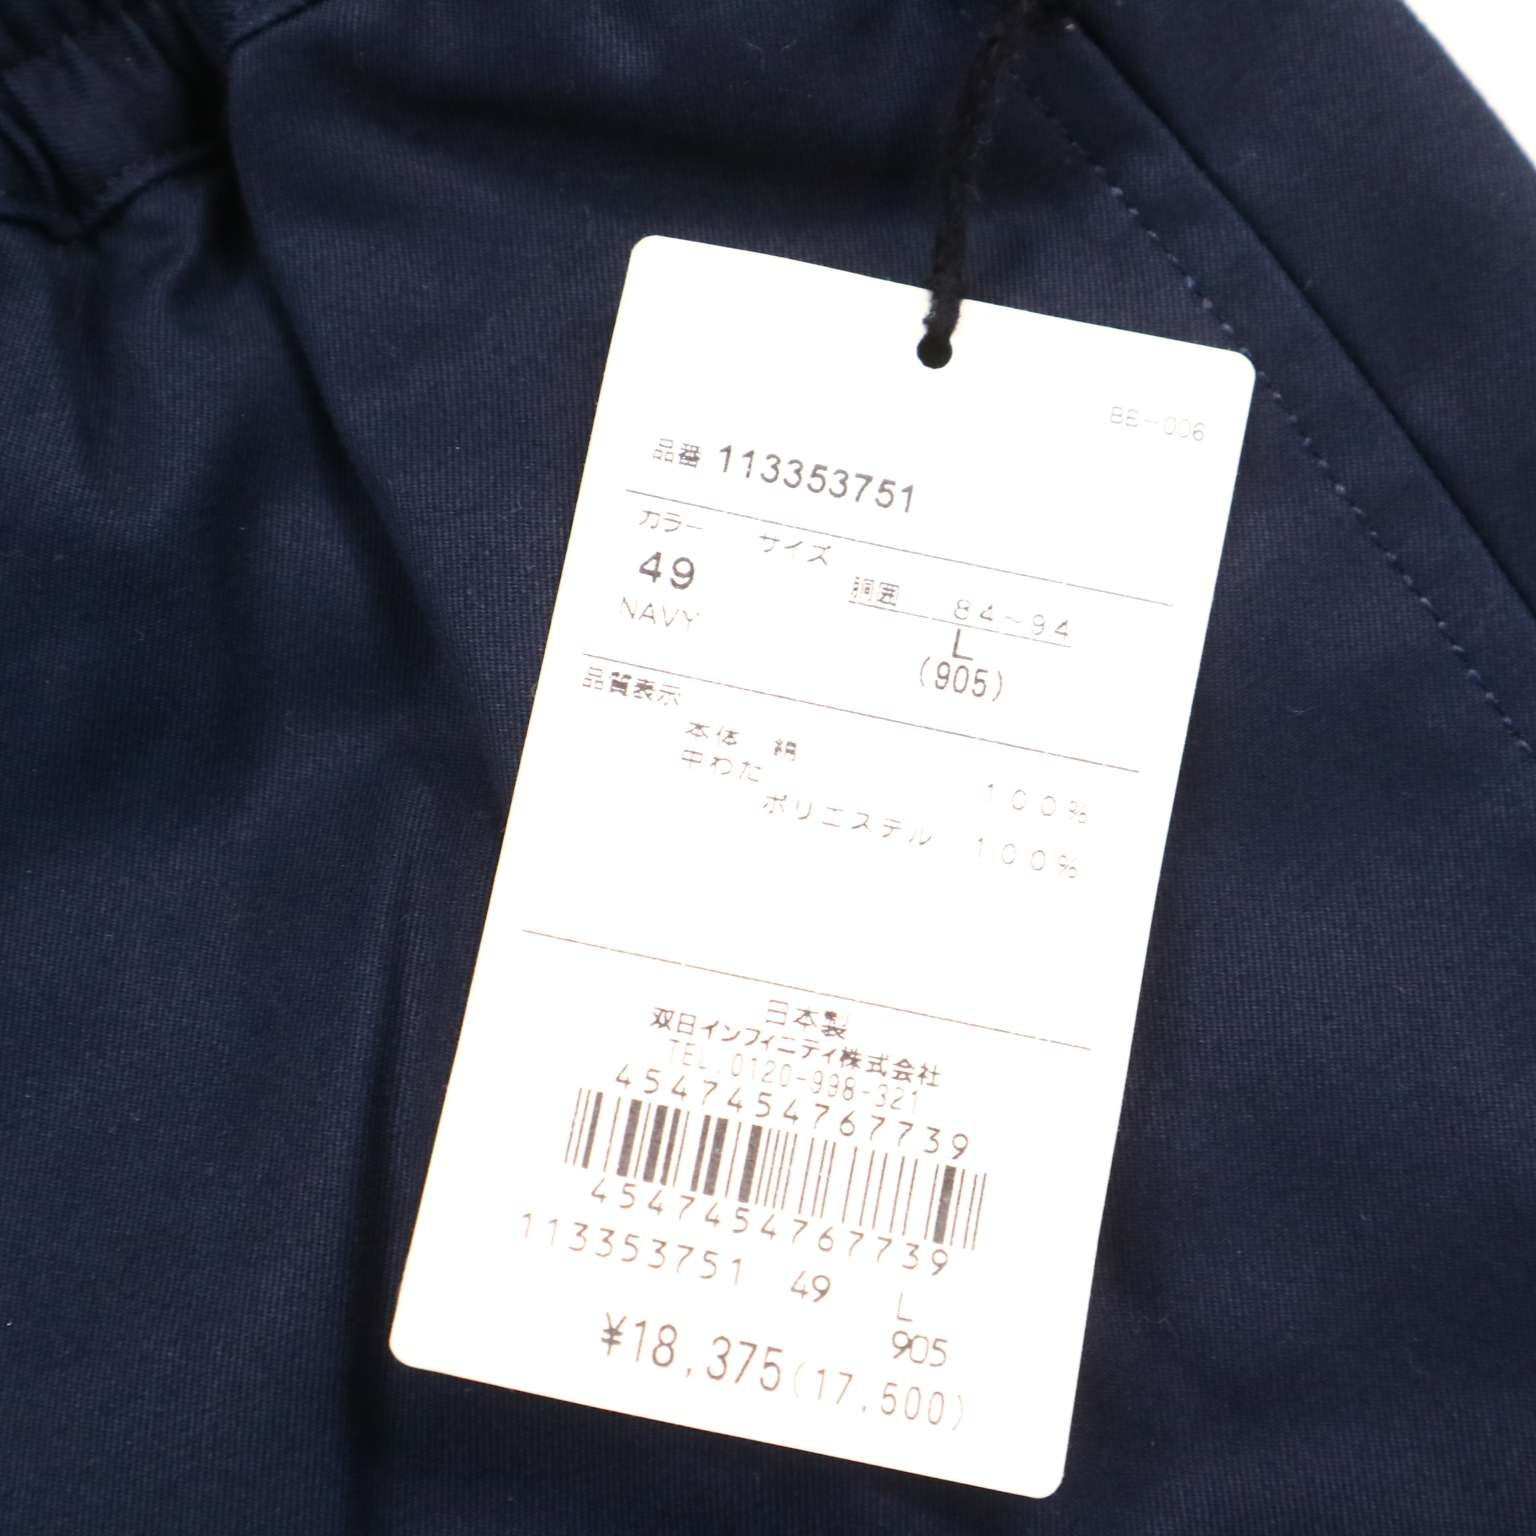 BB-006
品番 113353751
カラー サイズ
49 胴囲 84~94
NAVY L
(905)
品質表示
本体 綿 100%
中わた
ポリエステル 100%
日本製
双日インフィニティ株式会社
TEL.0120-998-321
4547454767739
4547454767739
113353751 49 L
905
¥18,375(17,500)